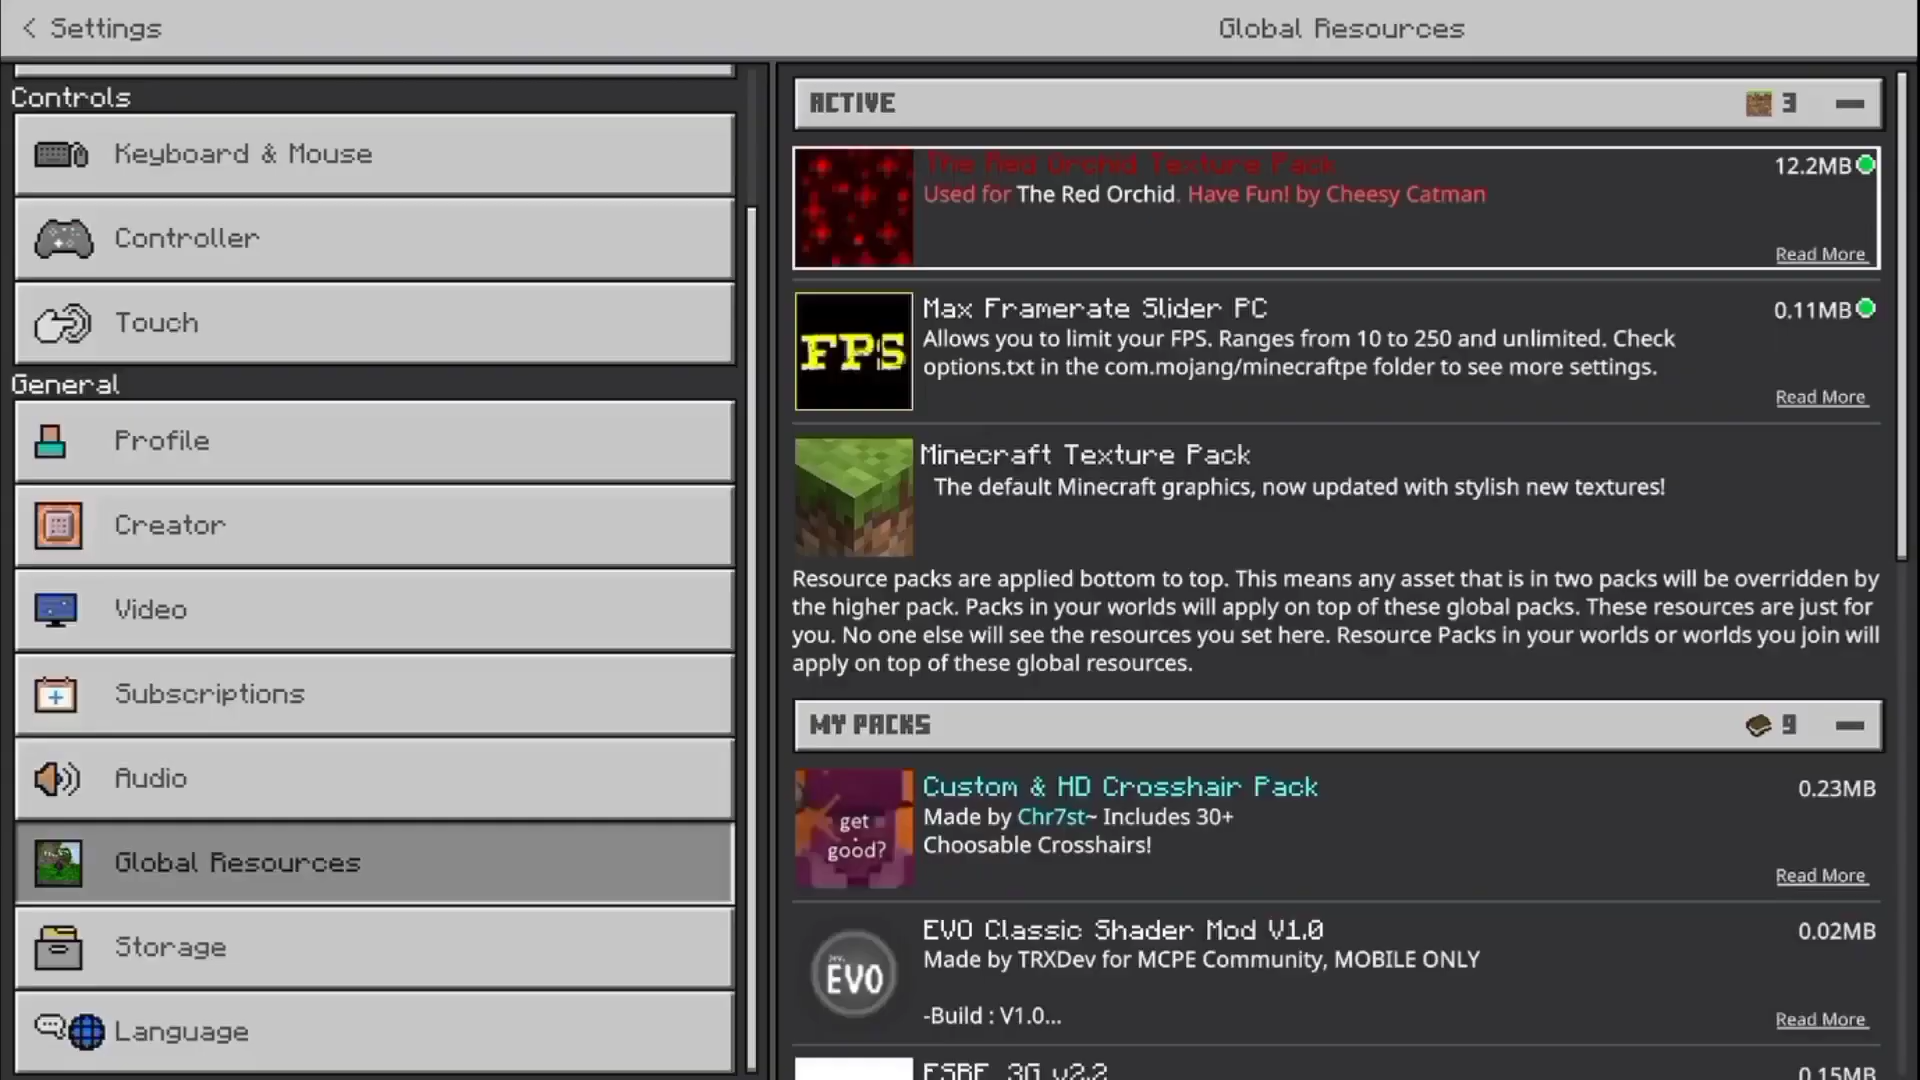 Settings
Global Resources
Controls
Keyboard & Mouse
Controller
Touch
General
Profile
Creator
Video
Subscriptions
Audio
Global Resources
Storage
Language
ACTIVE
3
The Red Orchid Texture Pack
12.2MB
Used for The Red Orchid. Have Fun! by Cheesy Catman
Read More
FPS
Max Framerate Slider PC
0.11MB
Allows you to limit your FPS. Ranges from 10 to 250 and unlimited. Check
options.txt in the com.mojang/minecraftpe folder to see more settings.
Read More
Minecraft Texture Pack
The default Minecraft graphics, now updated with stylish new textures!
Resource packs are applied bottom to top. This means any asset that is in two packs will be overridden by
the higher pack. Packs in your worlds will apply on top of these global packs. These resources are just for
you. No one else will see the resources you set here. Resource Packs in your worlds or worlds you join will
apply on top of these global resources.
MY PACKS
9
get
good?
Custom & HD Crosshair Pack
0.23MB
Made by Chr7st~ Includes 30+
Choosable Crosshairs!
Read More
EVO
EVO Classic Shader Mod V1.0
0.02MB
Made by TRXDev for MCPE Community, MOBILE ONLY
-Build : V1.0...
Read More
ESBE 3G v2.2
0.15MB